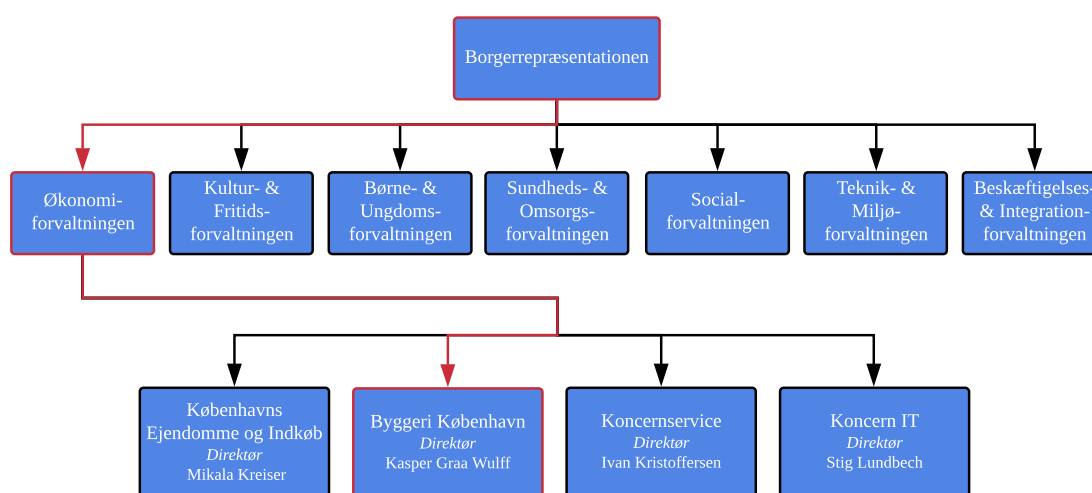 Borgerrepræsentationen
Økonomi-
forvaltningen
Kultur- &
Fritids-
forvaltningen
Børne- &
Ungdoms-
forvaltningen
Sundheds- &
Omsorgs-
forvaltningen
Social-
forvaltningen
Teknik- &
Miljø-
forvaltningen
Beskæftigelses-
& Integration-
forvaltningen
Københavns
Ejendomme og Indkøb
Direktør
Mikala Kreiser
Byggeri København
Direktør
Kasper Graa Wulff
Koncernservice
Direktør
Ivan Kristoffersen
Koncern IT
Direktør
Stig Lundbech